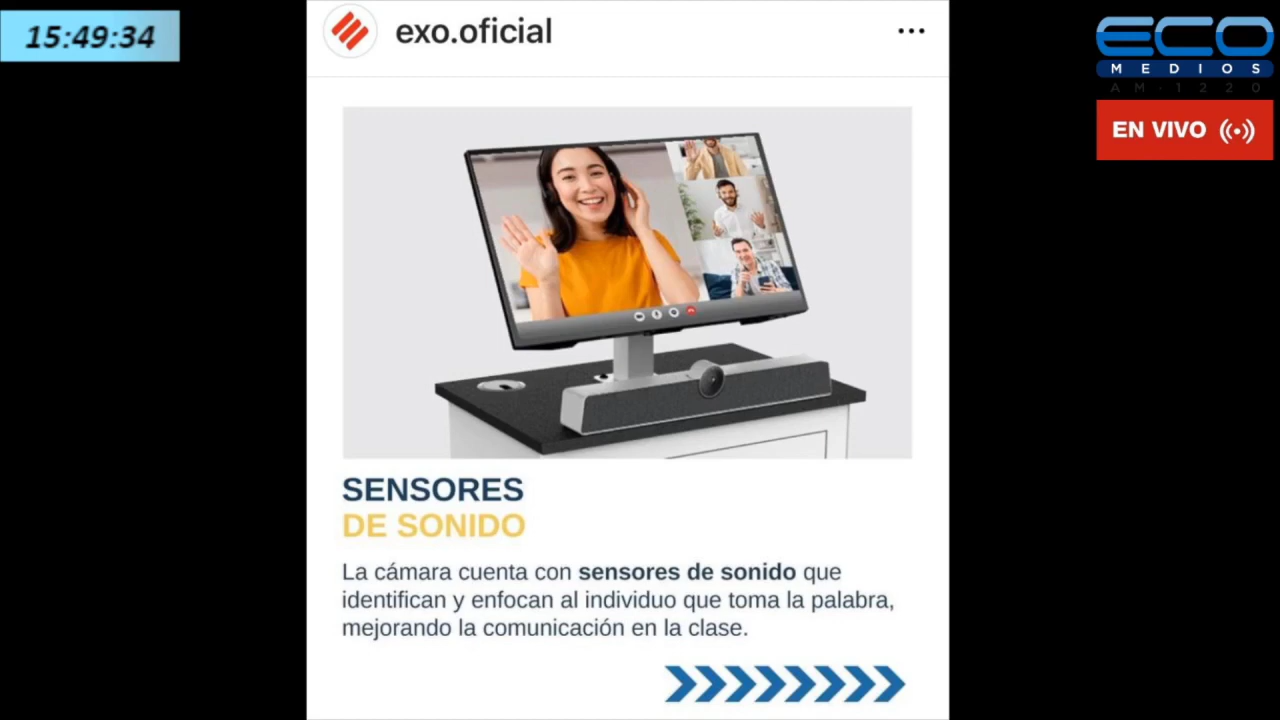 15:49:34
exo.oficial
ECO
MEDIOS
AM·1220
EN VIVO
SENSORES
DE SONIDO
La cámara cuenta con sensores de sonido que
identifican y enfocan al individuo que toma la palabra,
mejorando la comunicación en la clase.